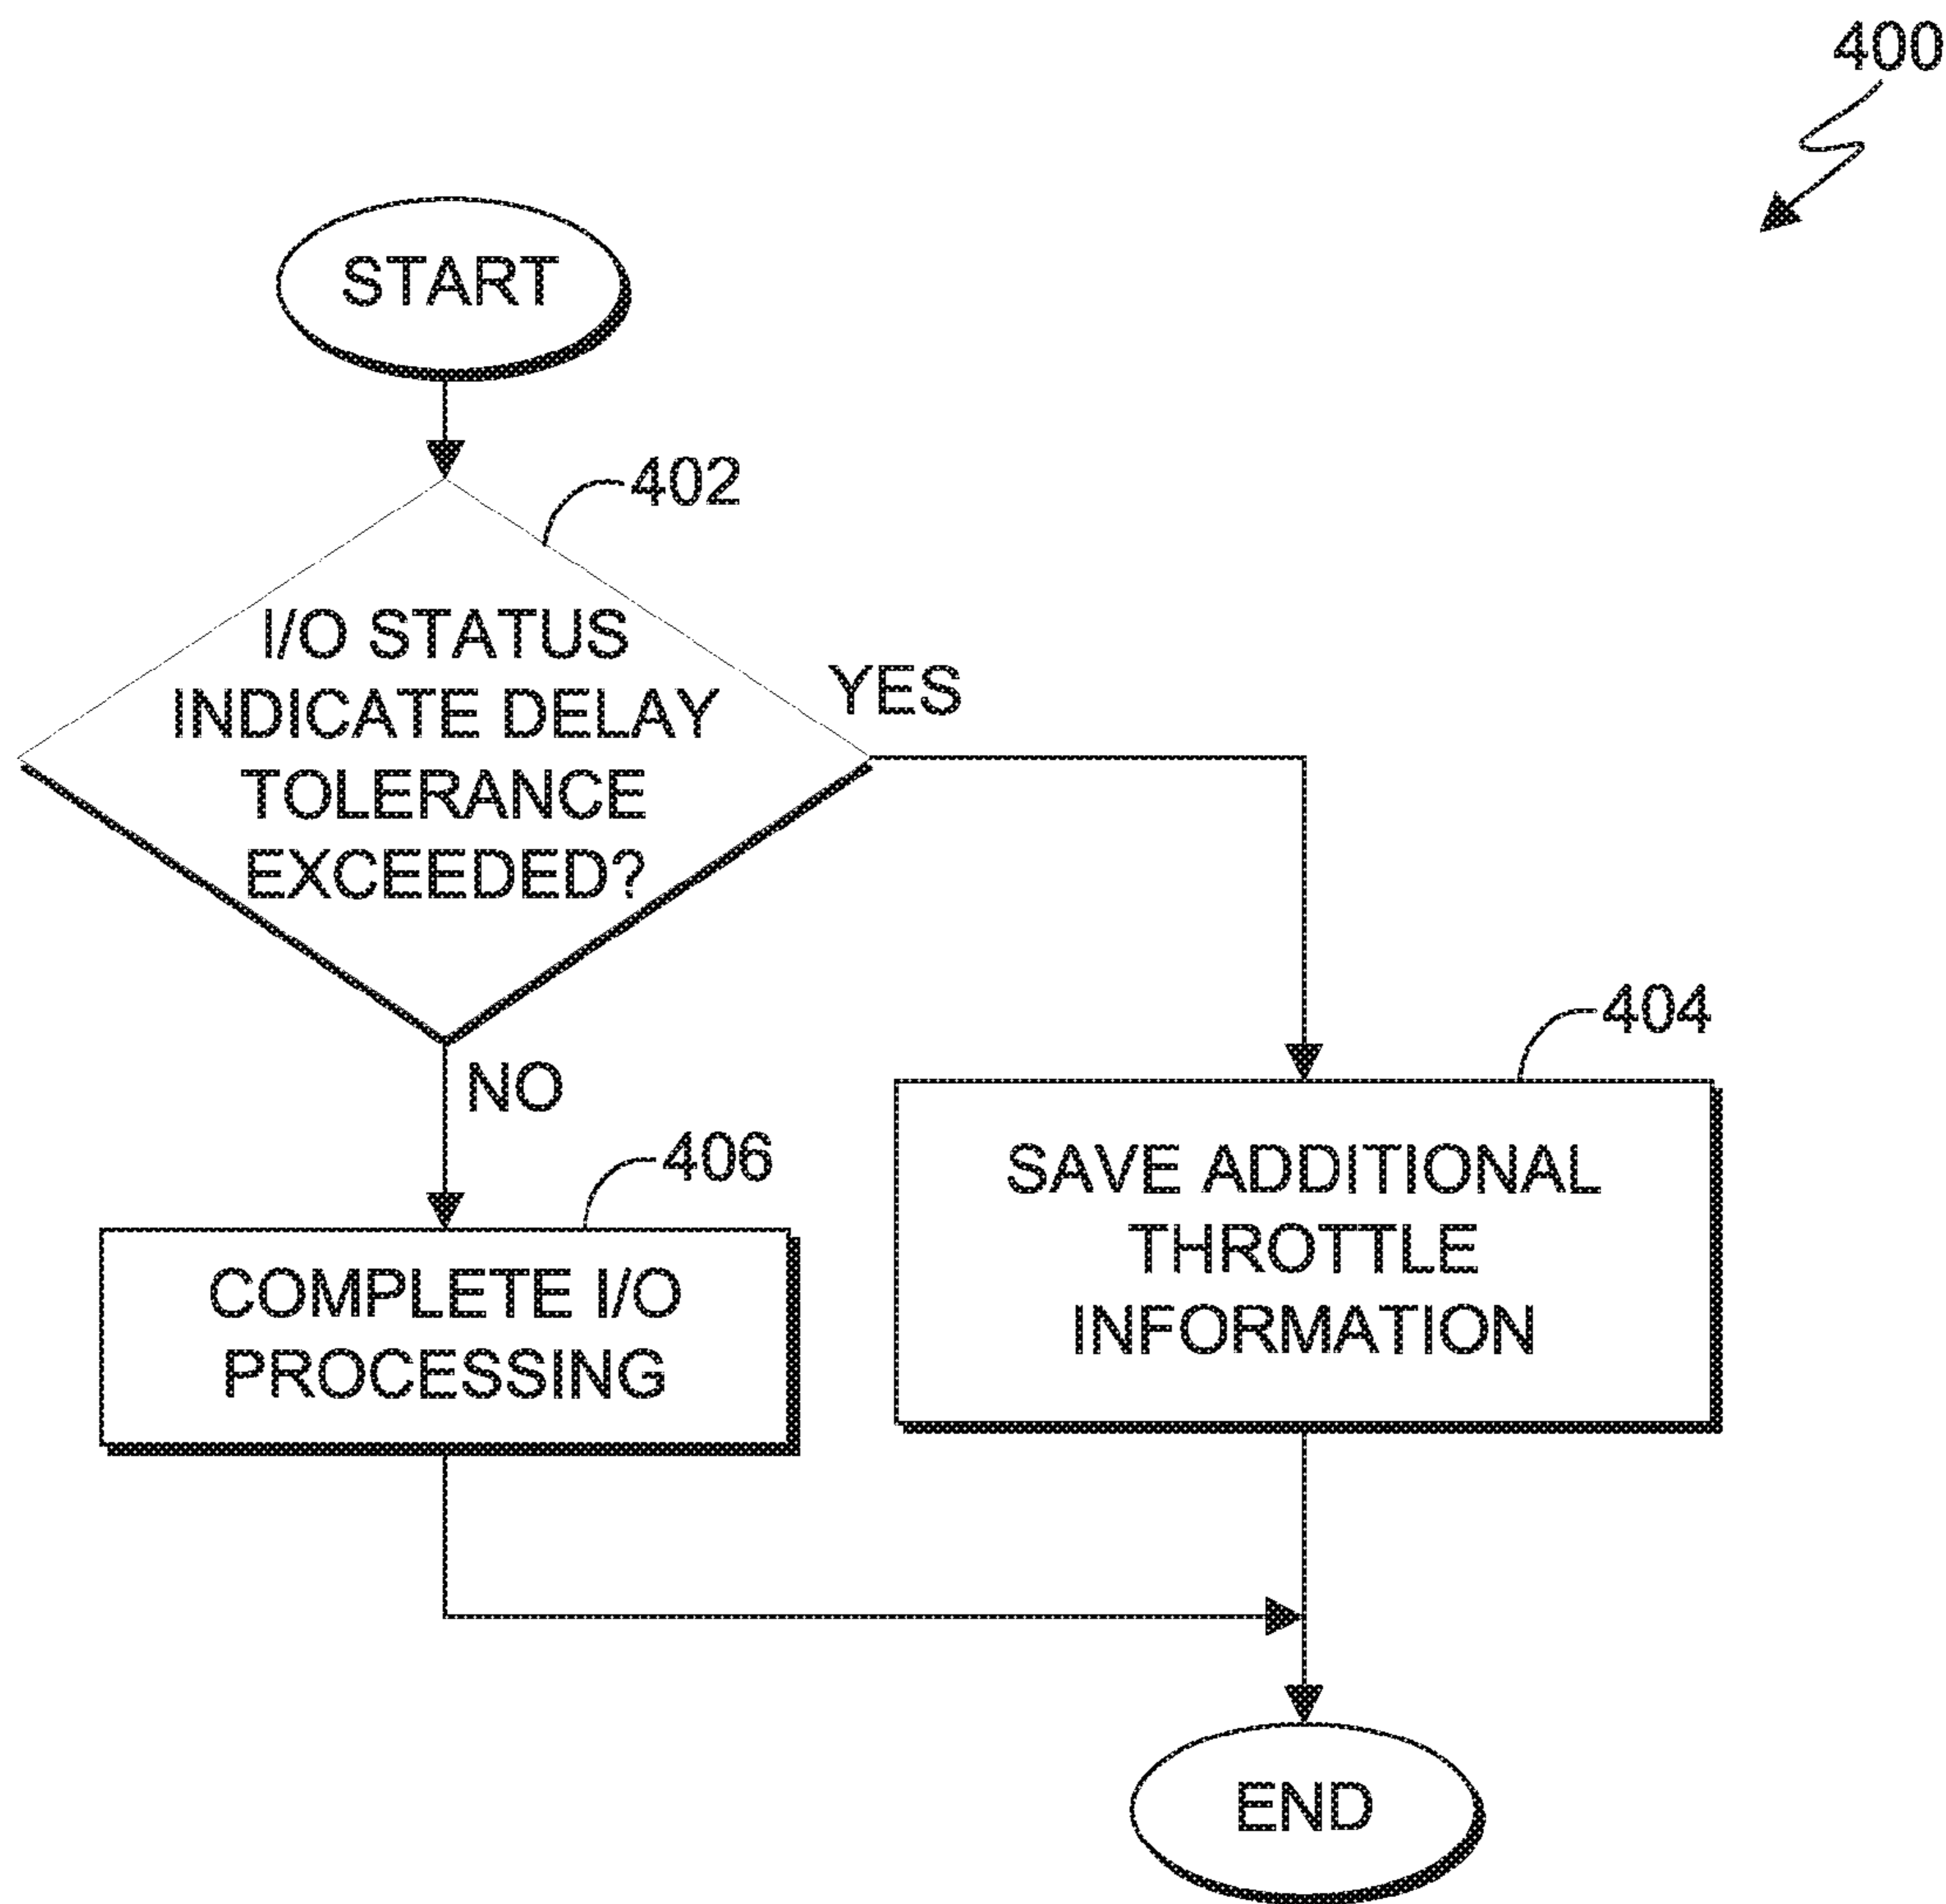 400
START
402
I/O STATUS
INDICATE DELAY
TOLERANCE
EXCEEDED?
YES
NO
404
SAVE ADDITIONAL
THROTTLE
INFORMATION
406
COMPLETE I/O
PROCESSING
END